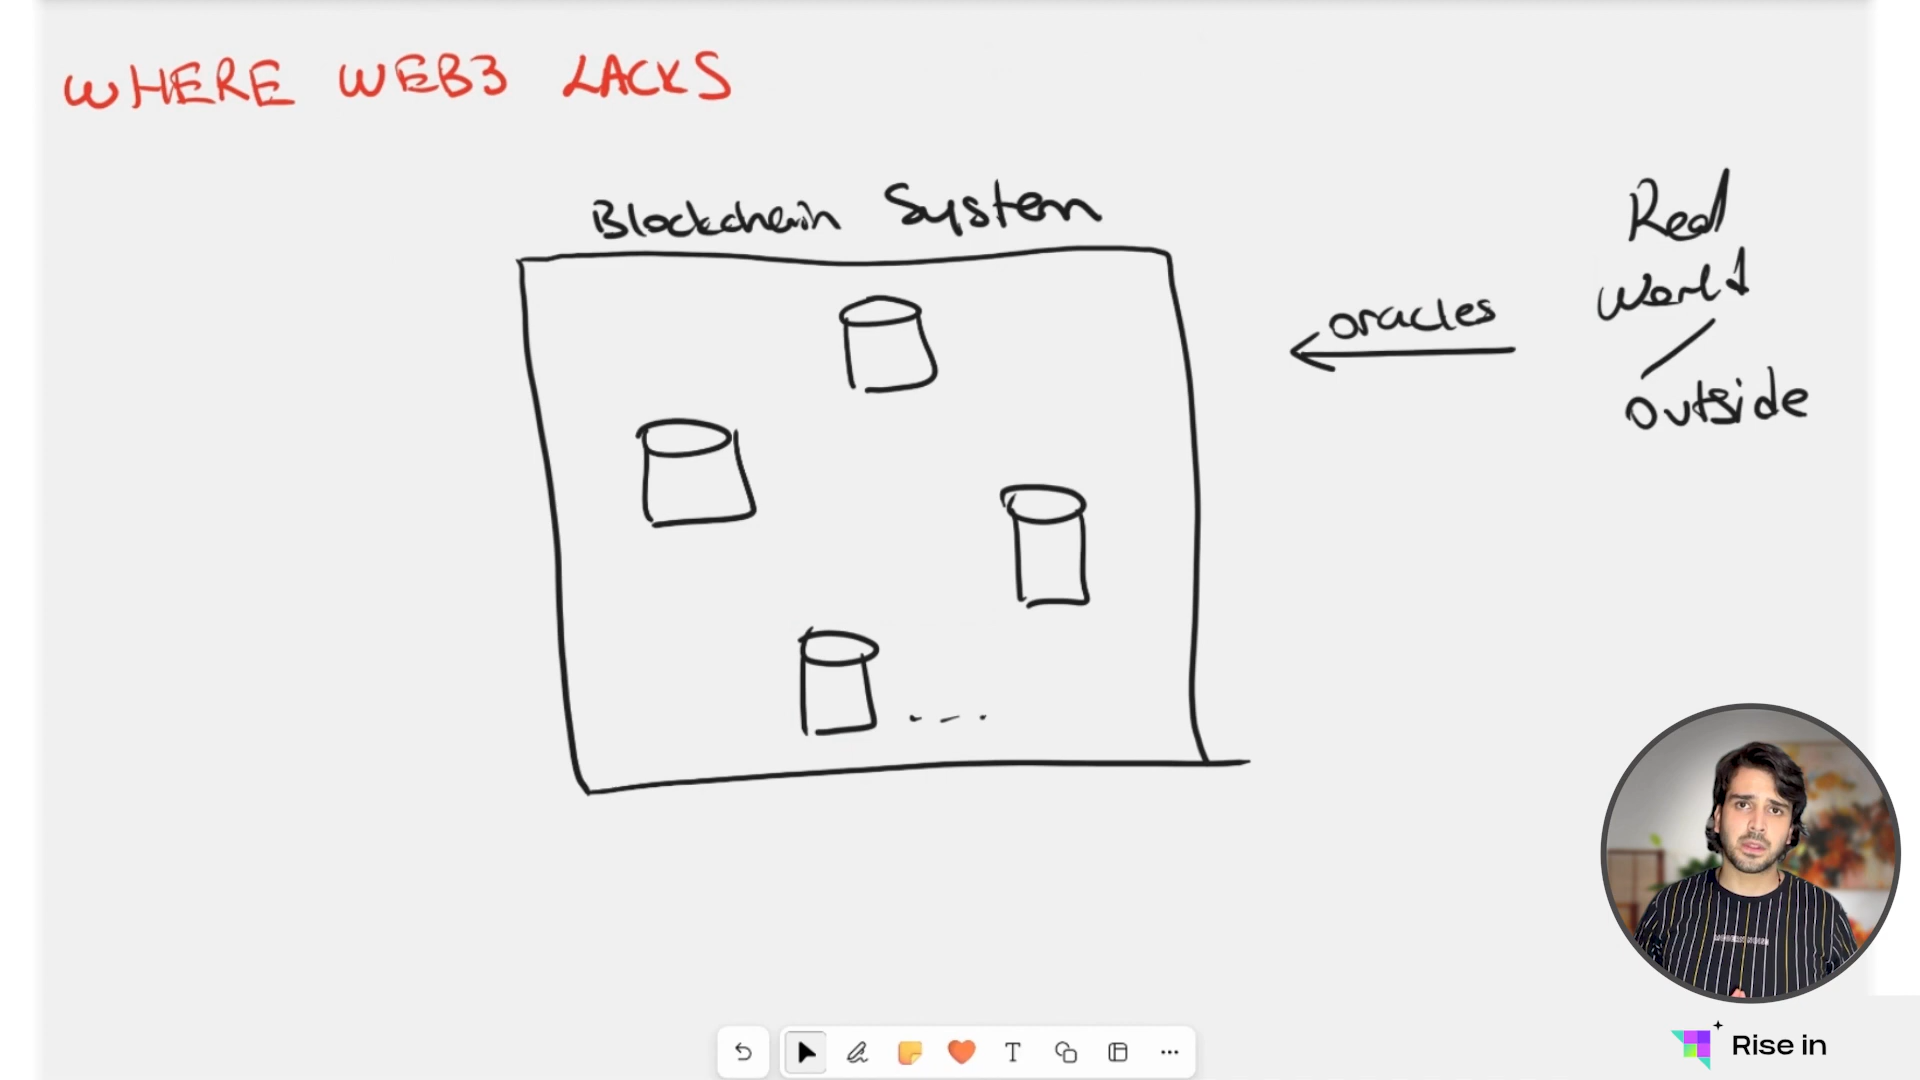 WHERE WEB3 LACKS
Blockchain System
oracles
Real
World
/
outside
T
Rise in